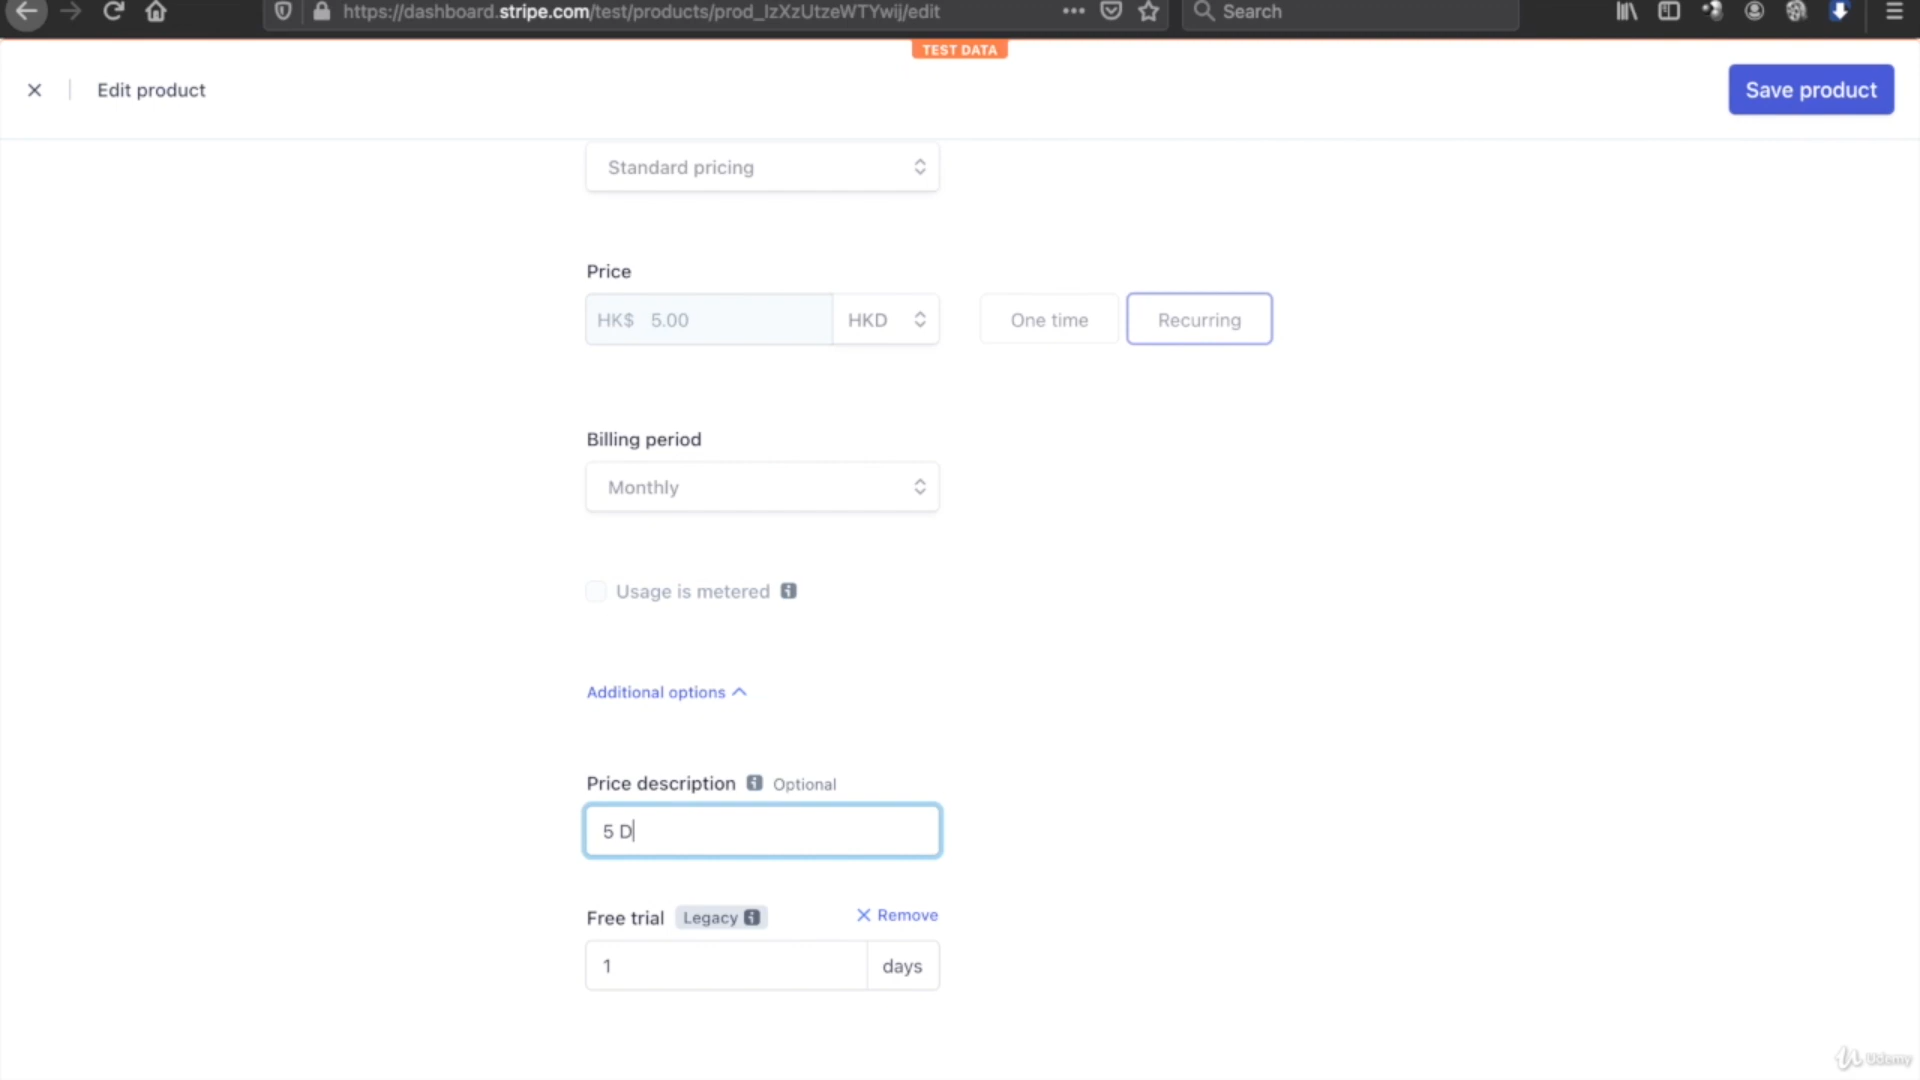 https://dashboard.stripe.com/test/products/prod_IzXzUtzeWTYwij/edit
Search
TEST DATA
Edit product
Save product
Standard pricing
Price
HK$ 5.00 HKD
One time
Recurring
Billing period
Monthly
Usage is metered
Additional options
Price description Optional
5 D
Free trial Legacy Remove
1 days
Udemy